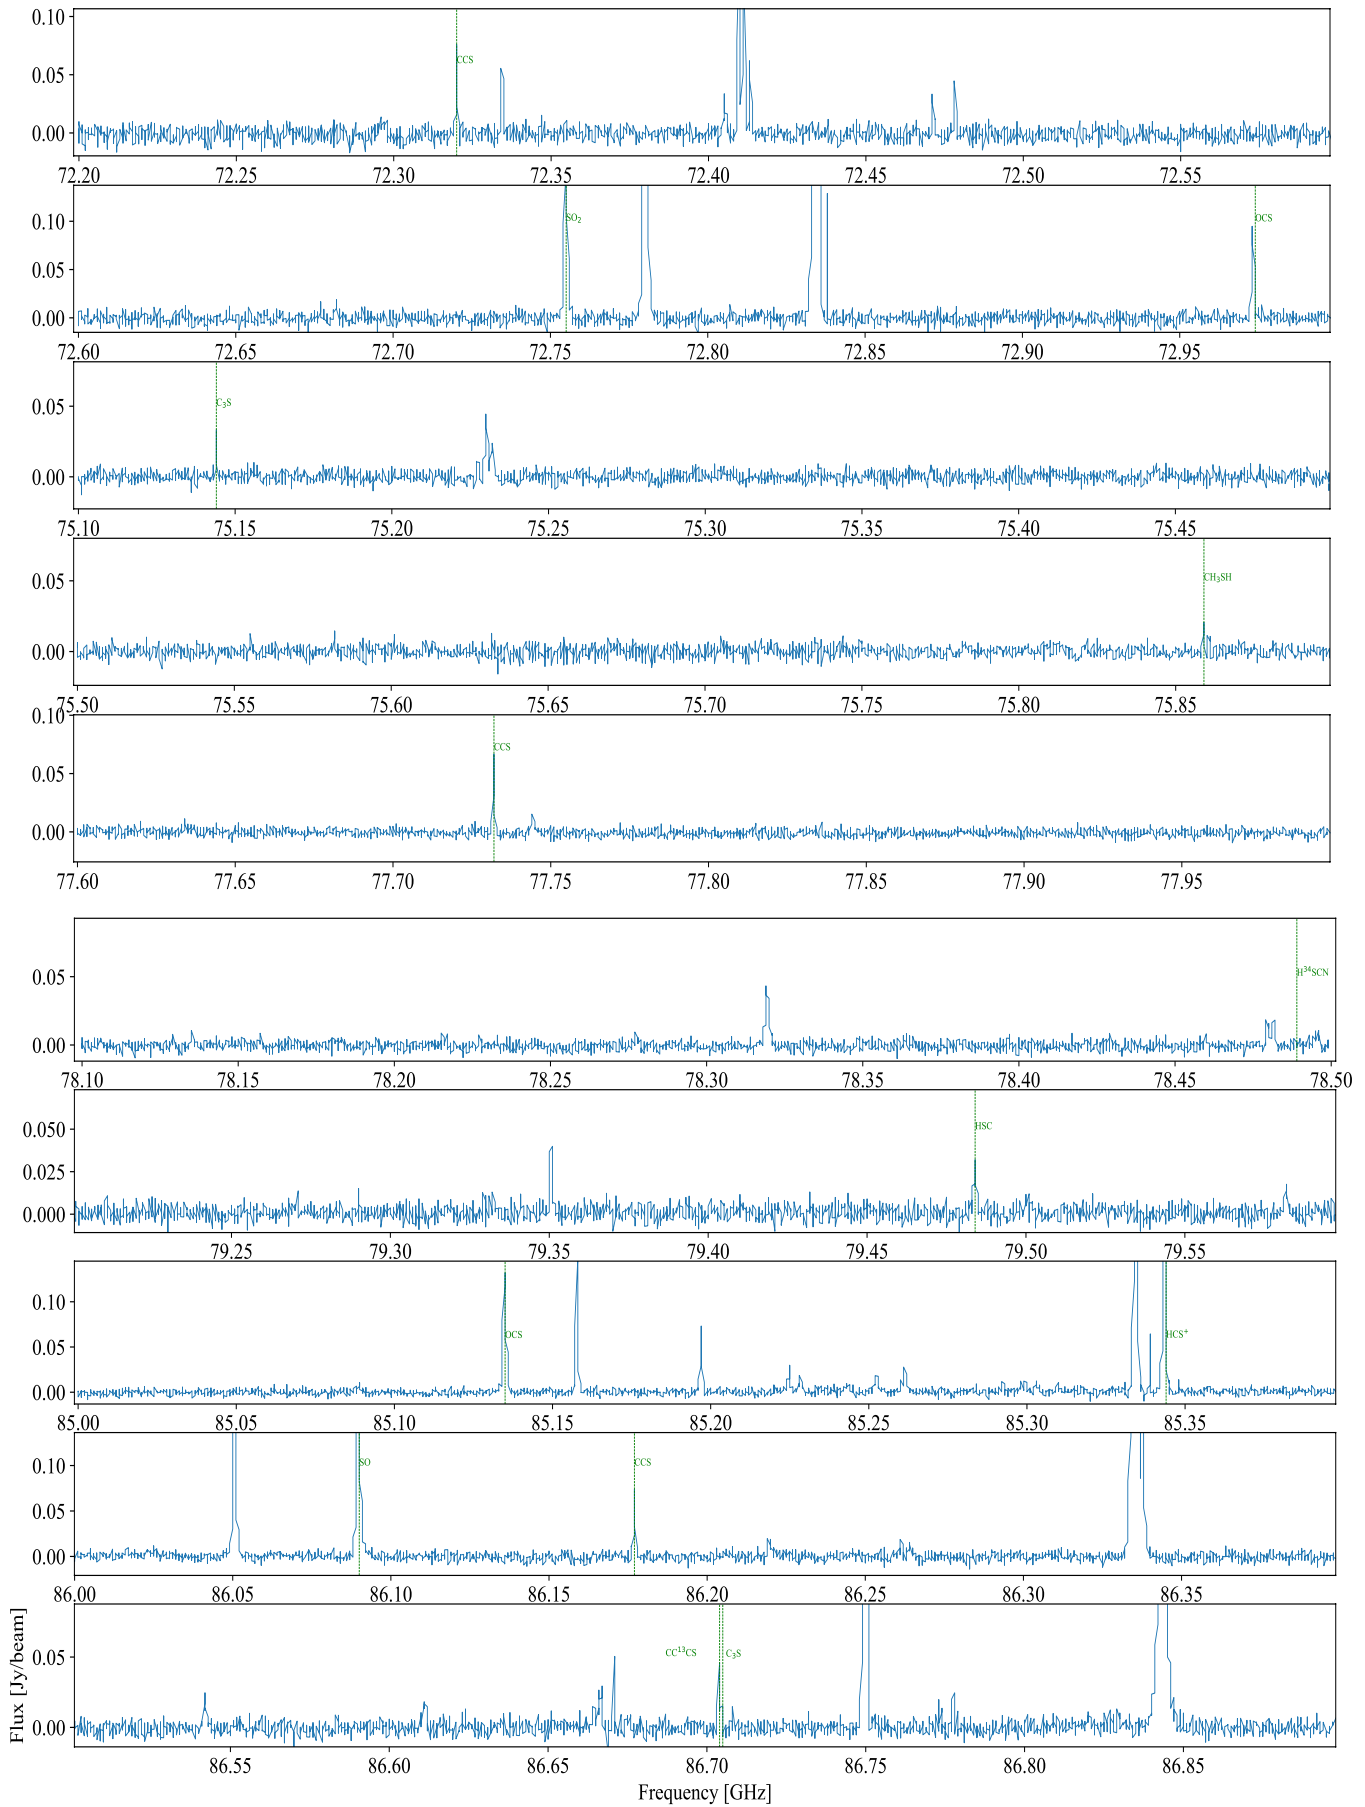 0.10
0.05
0.00
CCS
72.20 72.25 72.30 72.35 72.40 72.45 72.50 72.55
0.10
0.05
0.00
SO₂ OCS
72.60 72.65 72.70 72.75 72.80 72.85 72.90 72.95
0.05
0.00
C₃S
75.10 75.15 75.20 75.25 75.30 75.35 75.40 75.45
0.05
0.00
CH₃SH
75.50 75.55 75.60 75.65 75.70 75.75 75.80 75.85
0.10
0.05
0.00
CCS
77.60 77.65 77.70 77.75 77.80 77.85 77.90 77.95
0.05
0.00
H³⁴SCN
78.10 78.15 78.20 78.25 78.30 78.35 78.40 78.45 78.50
0.050
0.025
0.000
HSC
79.25 79.30 79.35 79.40 79.45 79.50 79.55
0.10
0.05
0.00
OCS HCS⁺
85.00 85.05 85.10 85.15 85.20 85.25 85.30 85.35
0.10
0.05
0.00
SO CCS
86.00 86.05 86.10 86.15 86.20 86.25 86.30 86.35
Flux [Jy/beam]
0.05
0.00
CC¹³CS C₃S
86.55 86.60 86.65 86.70 86.75 86.80 86.85
Frequency [GHz]